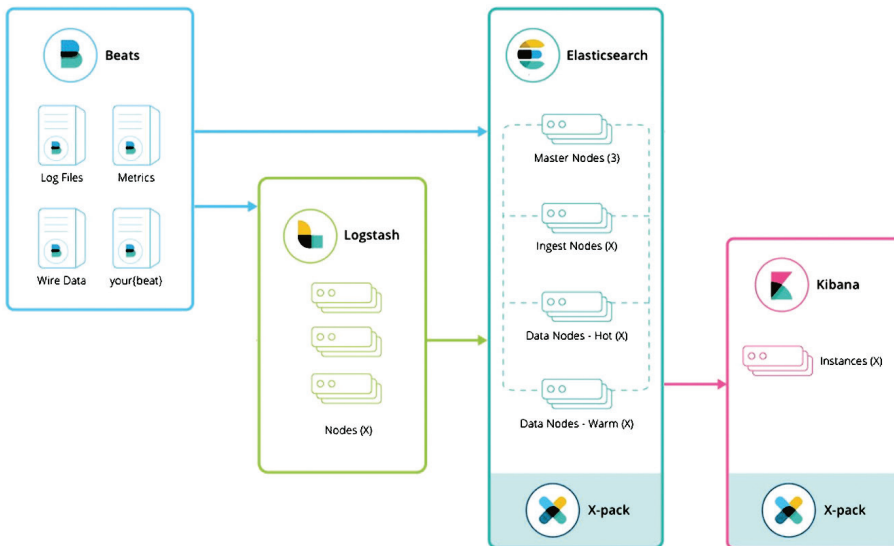 Beats
Log Files
Metrics
Wire Data
your{beat}
Logstash
Nodes (X)
Elasticsearch
Master Nodes (3)
Ingest Nodes (X)
Data Nodes - Hot (X)
Data Nodes - Warm (X)
X-pack
Kibana
Instances (X)
X-pack